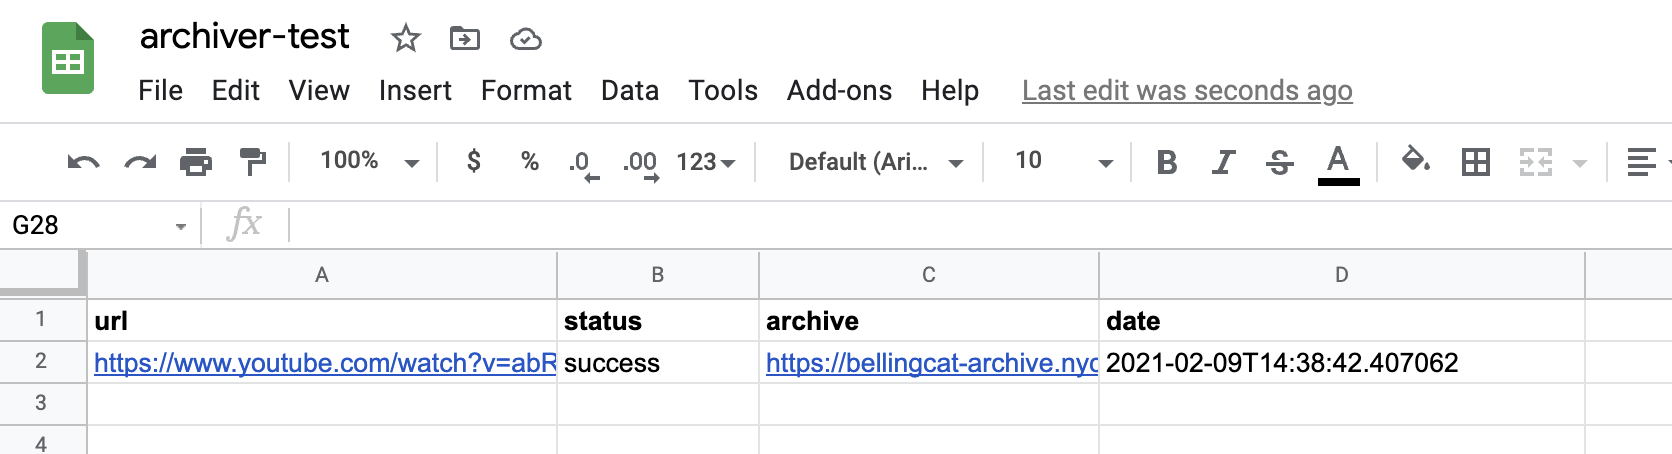 archiver-test
File Edit View Insert Format Data Tools Add-ons Help Last edit was seconds ago
100% $ % .0 .00 123 Default (Ari... 10 B I S A
G28 fx
A B C D
1 url status archive date
2 https://www.youtube.com/watch?v=abR success https://bellingcat-archive.nyc 2021-02-09T14:38:42.407062
3
4